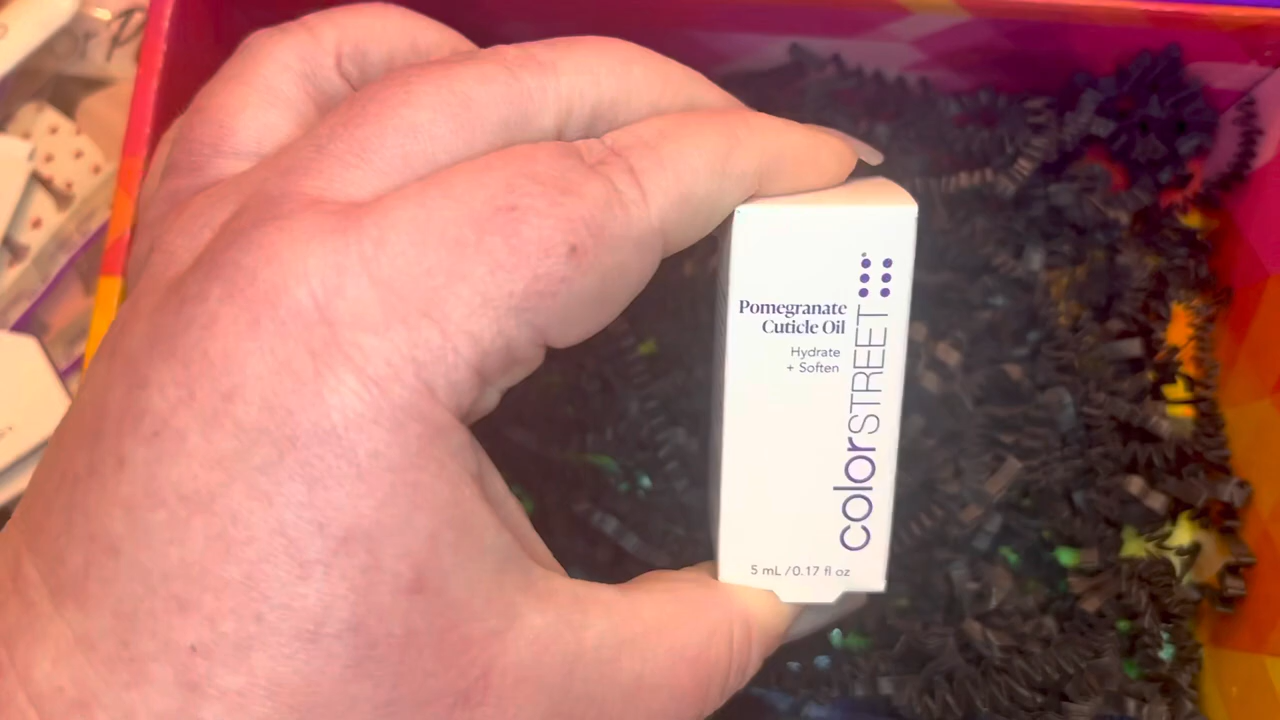 Pomegranate
Cuticle Oil
Hydrate
+ Soften
colorSTREET
5 mL / 0.17 fl oz